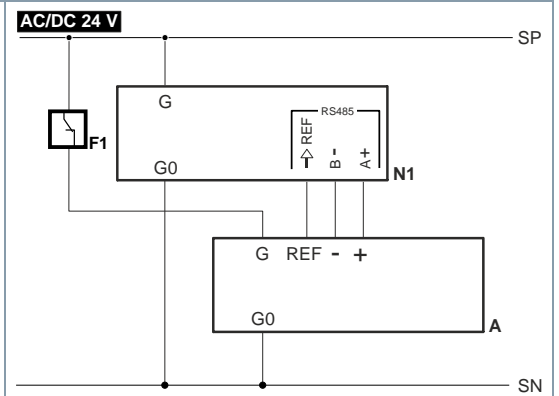 AC/DC 24 V
SP
G
RS485
REF
B -
A+
F1
G0
N1
G REF - +
G0
A
SN